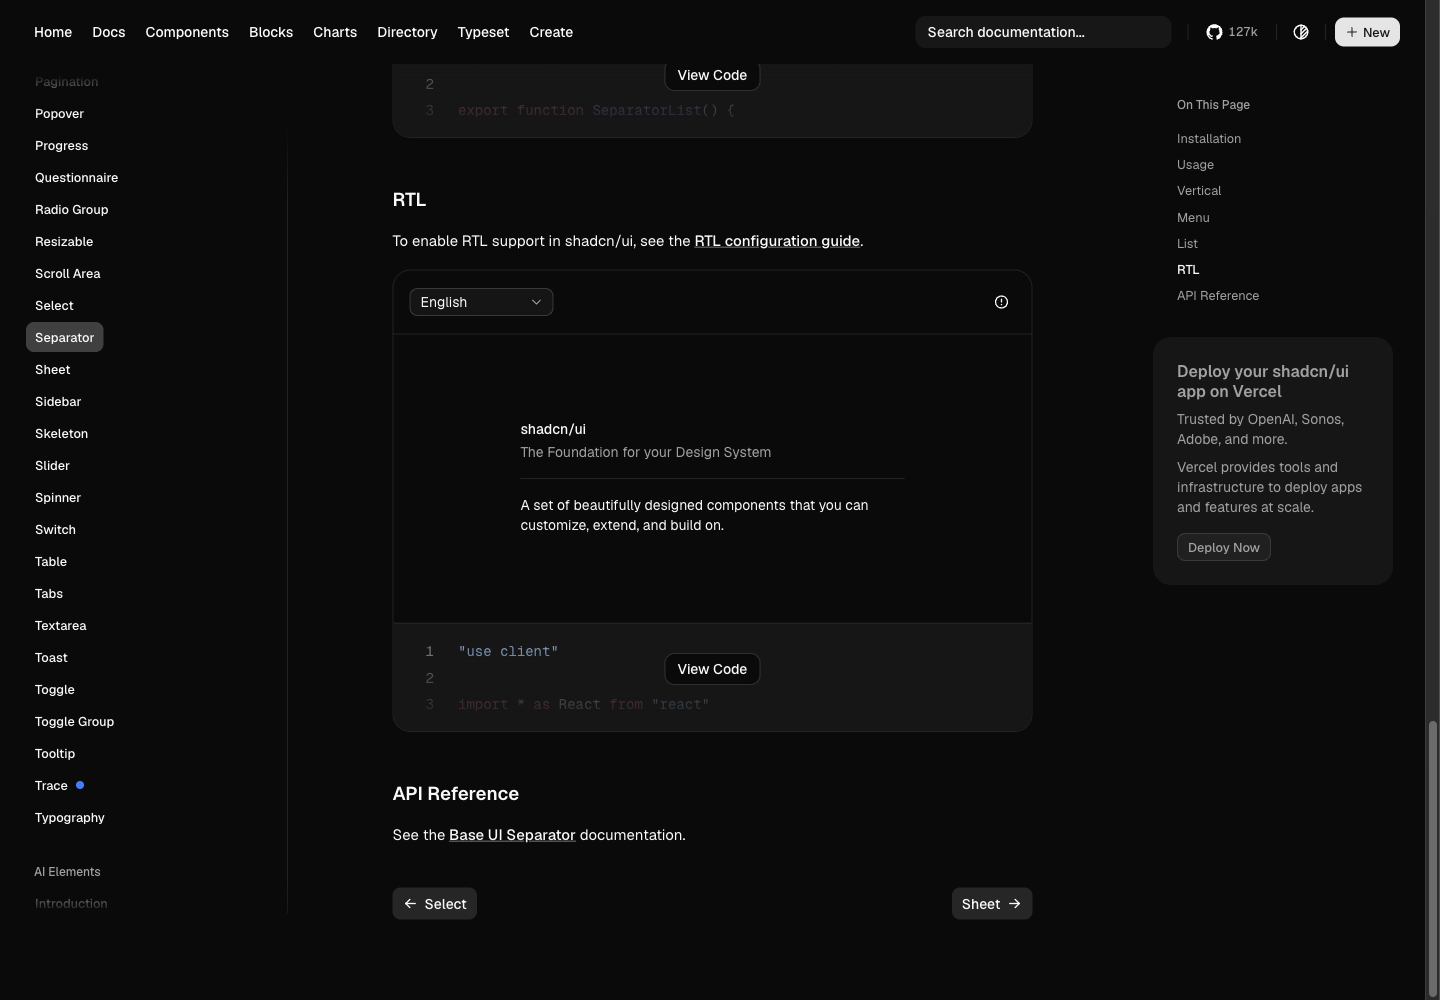 Home Docs Components Blocks Charts Directory Typeset Create
Search documentation...
127k
New
Pagination
Popover
Progress
Questionnaire
Radio Group
Resizable
Scroll Area
Select
Separator
Sheet
Sidebar
Skeleton
Slider
Spinner
Switch
Table
Tabs
Textarea
Toast
Toggle
Toggle Group
Tooltip
Trace
Typography
AI Elements
Introduction
2
View Code
3 export function SeparatorList() {
RTL
To enable RTL support in shadcn/ui, see the RTL configuration guide.
English
shadcn/ui
The Foundation for your Design System
A set of beautifully designed components that you can
customize, extend, and build on.
1 "use client"
View Code
2
3 import * as React from "react"
API Reference
See the Base UI Separator documentation.
Select
Sheet
On This Page
Installation
Usage
Vertical
Menu
List
RTL
API Reference
Deploy your shadcn/ui
app on Vercel
Trusted by OpenAI, Sonos,
Adobe, and more.
Vercel provides tools and
infrastructure to deploy apps
and features at scale.
Deploy Now